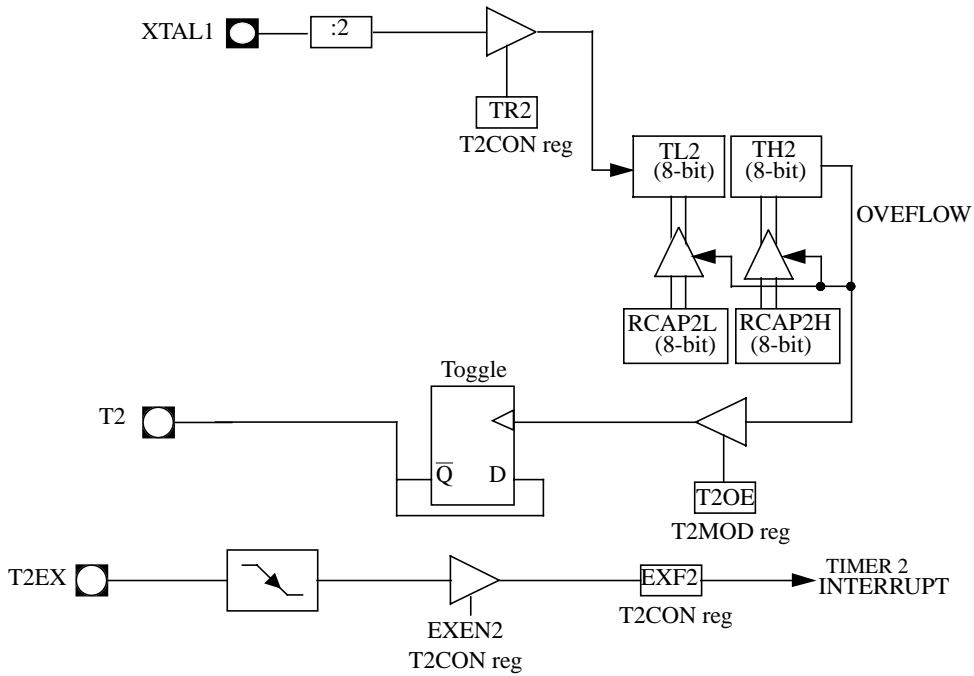 XTAL1
:2
TR2
T2CON reg
TL2
(8-bit)
TH2
(8-bit)
OVEFLOW
RCAP2L
(8-bit)
RCAP2H
(8-bit)
Toggle
T2
Q̅
D
T2OE
T2MOD reg
T2EX
EXEN2
T2CON reg
EXF2
T2CON reg
TIMER 2
INTERRUPT